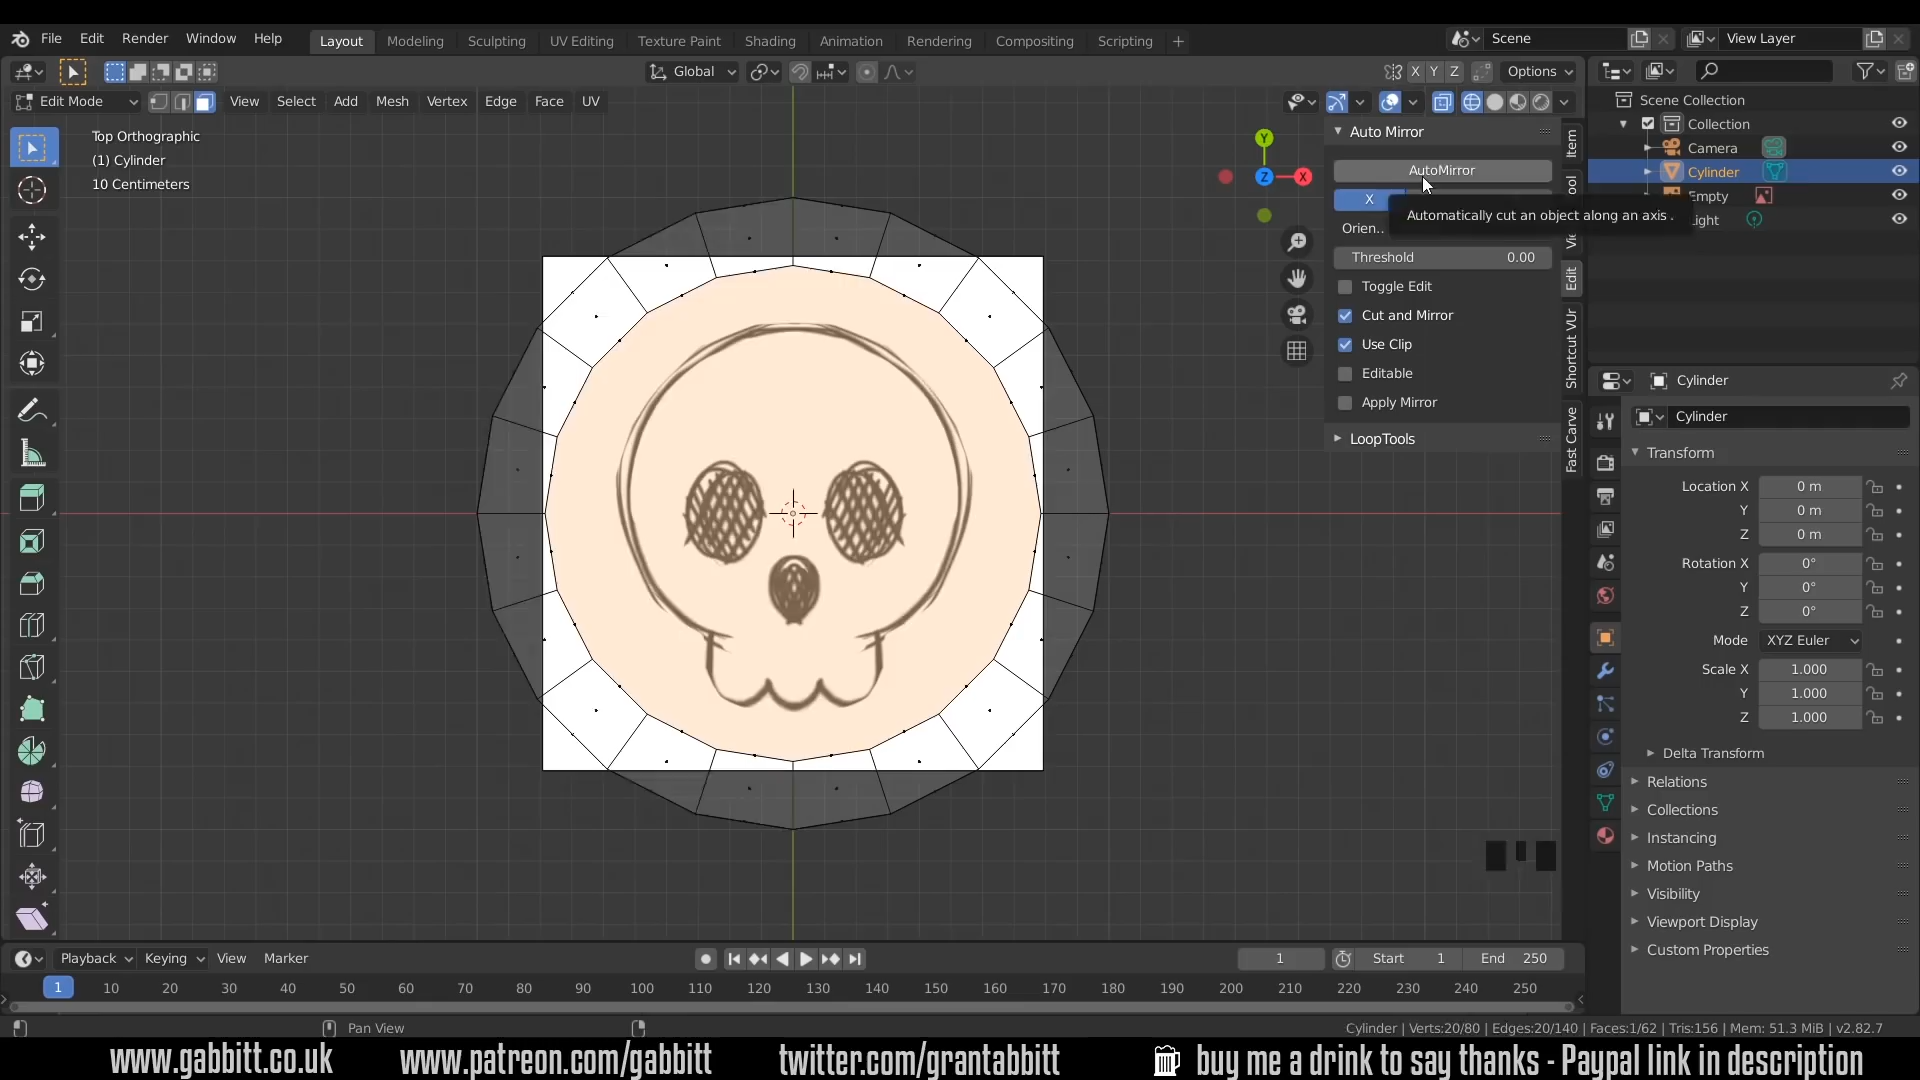 File Edit Render Window Help Layout Modeling Sculpting UV Editing Texture Paint Shading Animation Rendering Compositing Scripting + Scene View Layer
Global X Y Z Options
Edit Mode View Select Add Mesh Vertex Edge Face UV
Top Orthographic
(1) Cylinder
10 Centimeters
Y
Z
X
Auto Mirror
AutoMirror
X
Automatically cut an object along an axis .
Orien..
Threshold 0.00
Toggle Edit
Cut and Mirror
Use Clip
Editable
Apply Mirror
LoopTools
Item
Edit
Shortcut VUr
Fast Carve
Scene Collection
Collection
Camera
Cylinder
Empty
Light
Cylinder
Cylinder
Transform
Location X 0 m
Y 0 m
Z 0 m
Rotation X 0°
Y 0°
Z 0°
Mode XYZ Euler
Scale X 1.000
Y 1.000
Z 1.000
Delta Transform
Relations
Collections
Instancing
Motion Paths
Visibility
Viewport Display
Custom Properties
Playback Keying View Marker 1 Start 1 End 250
1 10 20 30 40 50 60 70 80 90 100 110 120 130 140 150 160 170 180 190 200 210 220 230 240 250
Pan View
Cylinder | Verts:20/80 | Edges:20/140 | Faces:1/62 | Tris:156 | Mem: 51.3 MiB | v2.82.7
www.gabbitt.co.uk www.patreon.com/gabbitt twitter.com/grantabbitt buy me a drink to say thanks - Paypal link in description